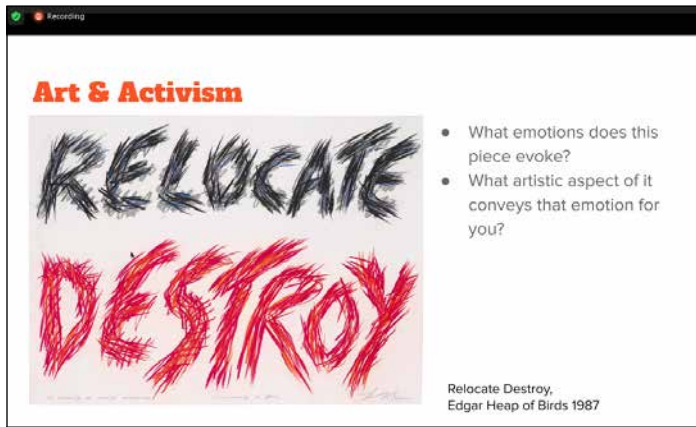 Recording
Art & Activism
RELOCATE
DESTROY
● What emotions does this
piece evoke?
● What artistic aspect of it
conveys that emotion for
you?
Relocate Destroy,
Edgar Heap of Birds 1987